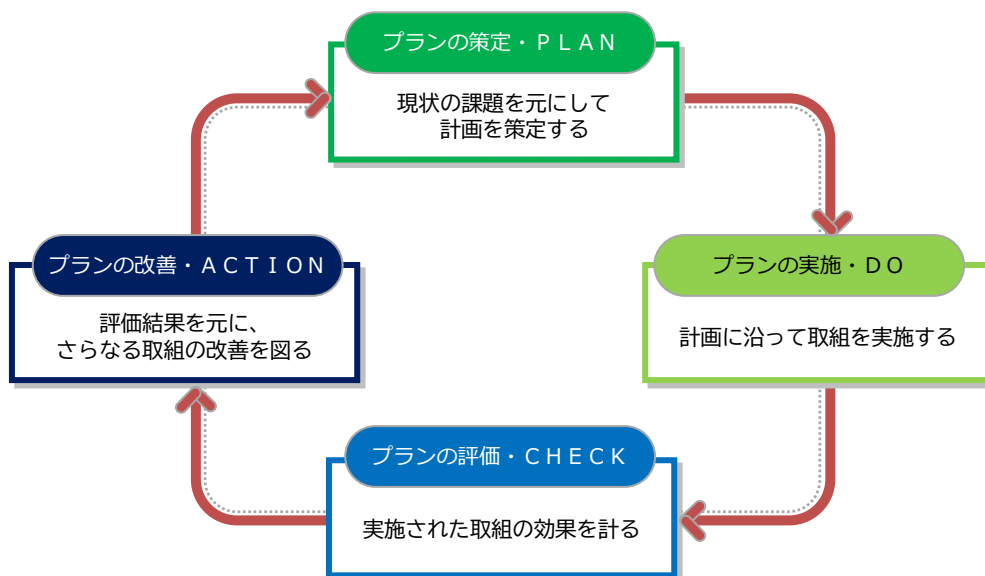 プランの策定・ＰＬＡＮ
現状の課題を元にして
計画を策定する
プランの改善・ＡＣＴＩＯＮ
評価結果を元に、
さらなる取組の改善を図る
プランの実施・ＤＯ
計画に沿って取組を実施する
プランの評価・ＣＨＥＣＫ
実施された取組の効果を計る